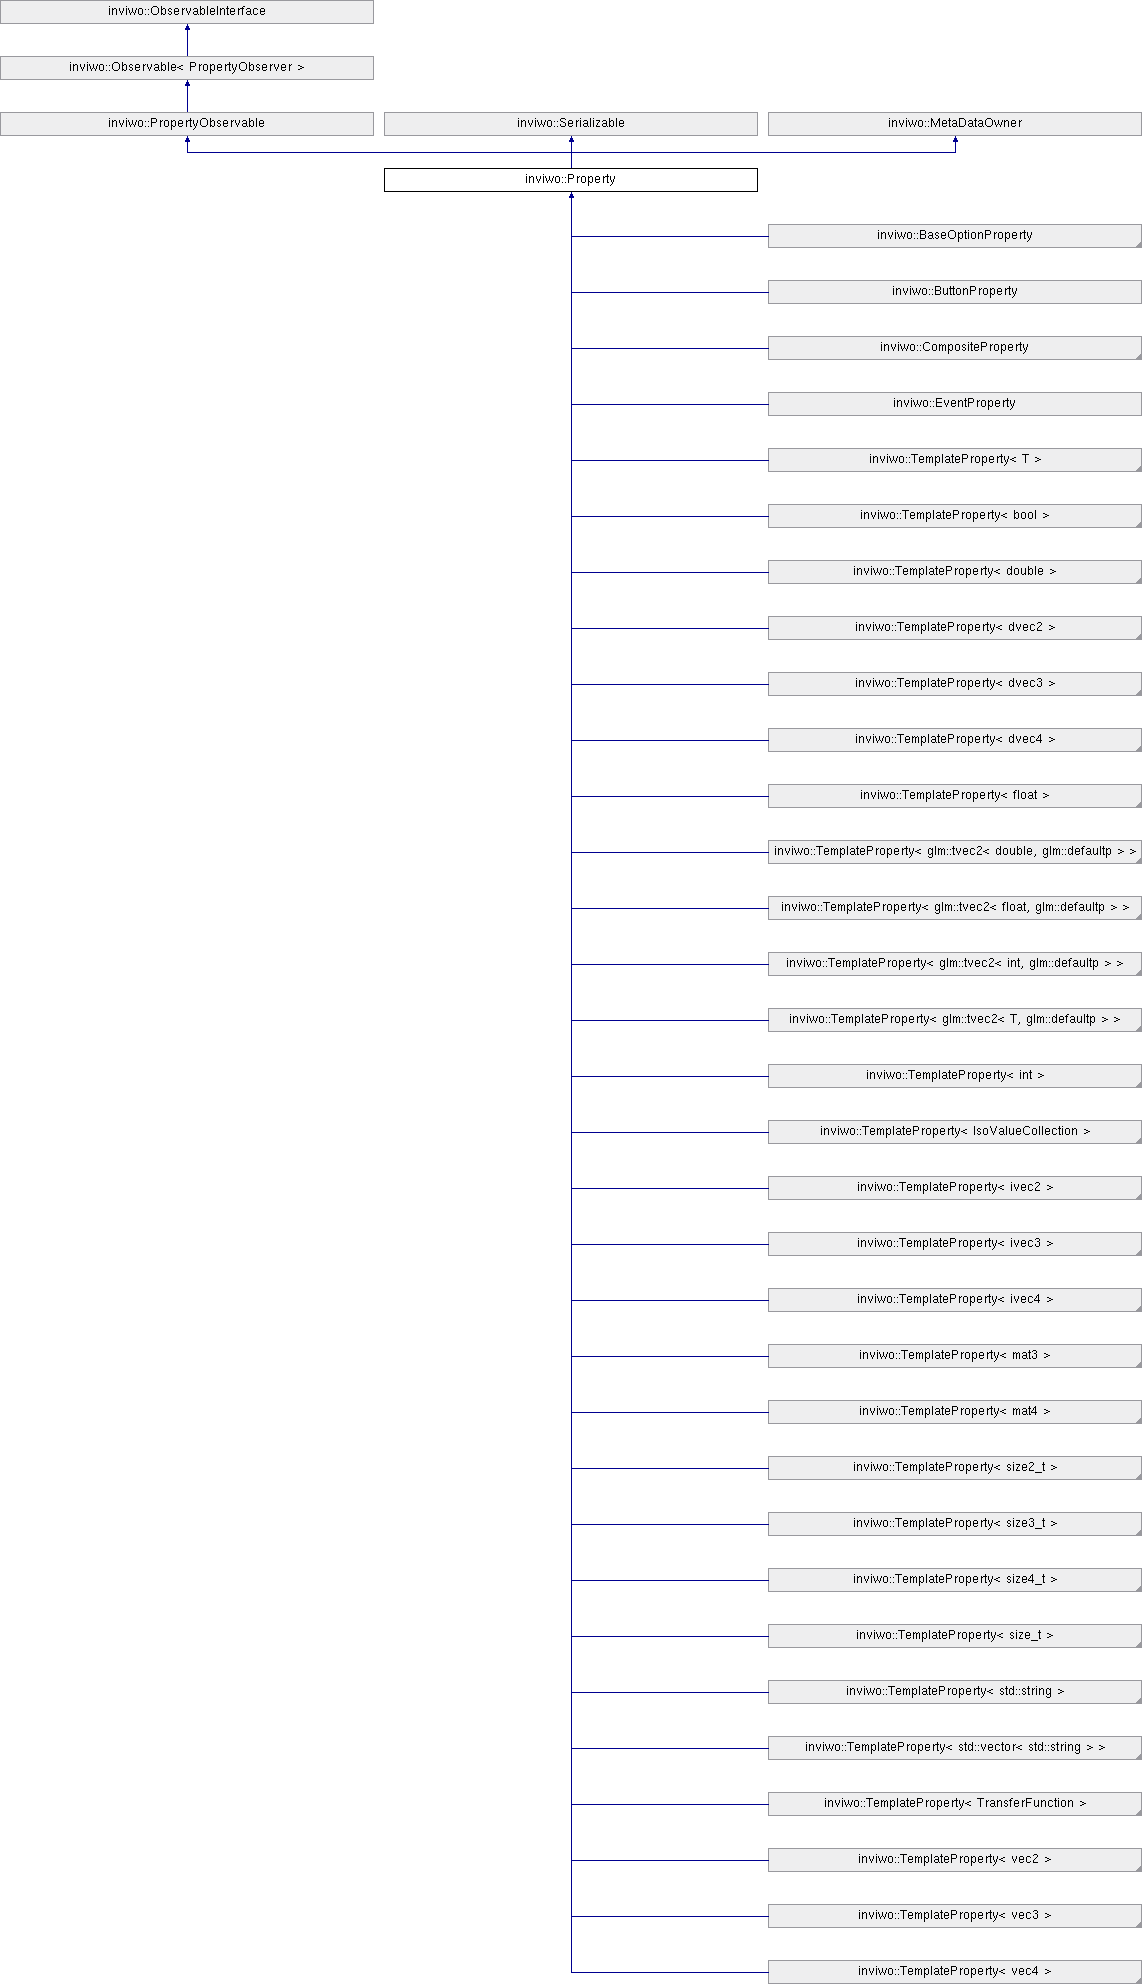 inviwo::ObservableInterface
inviwo::Observable< PropertyObserver >
inviwo::PropertyObservable
inviwo::Serializable
inviwo::MetaDataOwner
inviwo::Property
inviwo::BaseOptionProperty
inviwo::ButtonProperty
inviwo::CompositeProperty
inviwo::EventProperty
inviwo::TemplateProperty< T >
inviwo::TemplateProperty< bool >
inviwo::TemplateProperty< double >
inviwo::TemplateProperty< dvec2 >
inviwo::TemplateProperty< dvec3 >
inviwo::TemplateProperty< dvec4 >
inviwo::TemplateProperty< float >
inviwo::TemplateProperty< glm::tvec2< double, glm::defaultp > >
inviwo::TemplateProperty< glm::tvec2< float, glm::defaultp > >
inviwo::TemplateProperty< glm::tvec2< int, glm::defaultp > >
inviwo::TemplateProperty< glm::tvec2< T, glm::defaultp > >
inviwo::TemplateProperty< int >
inviwo::TemplateProperty< IsoValueCollection >
inviwo::TemplateProperty< ivec2 >
inviwo::TemplateProperty< ivec3 >
inviwo::TemplateProperty< ivec4 >
inviwo::TemplateProperty< mat3 >
inviwo::TemplateProperty< mat4 >
inviwo::TemplateProperty< size2_t >
inviwo::TemplateProperty< size3_t >
inviwo::TemplateProperty< size4_t >
inviwo::TemplateProperty< size_t >
inviwo::TemplateProperty< std::string >
inviwo::TemplateProperty< std::vector< std::string > >
inviwo::TemplateProperty< TransferFunction >
inviwo::TemplateProperty< vec2 >
inviwo::TemplateProperty< vec3 >
inviwo::TemplateProperty< vec4 >